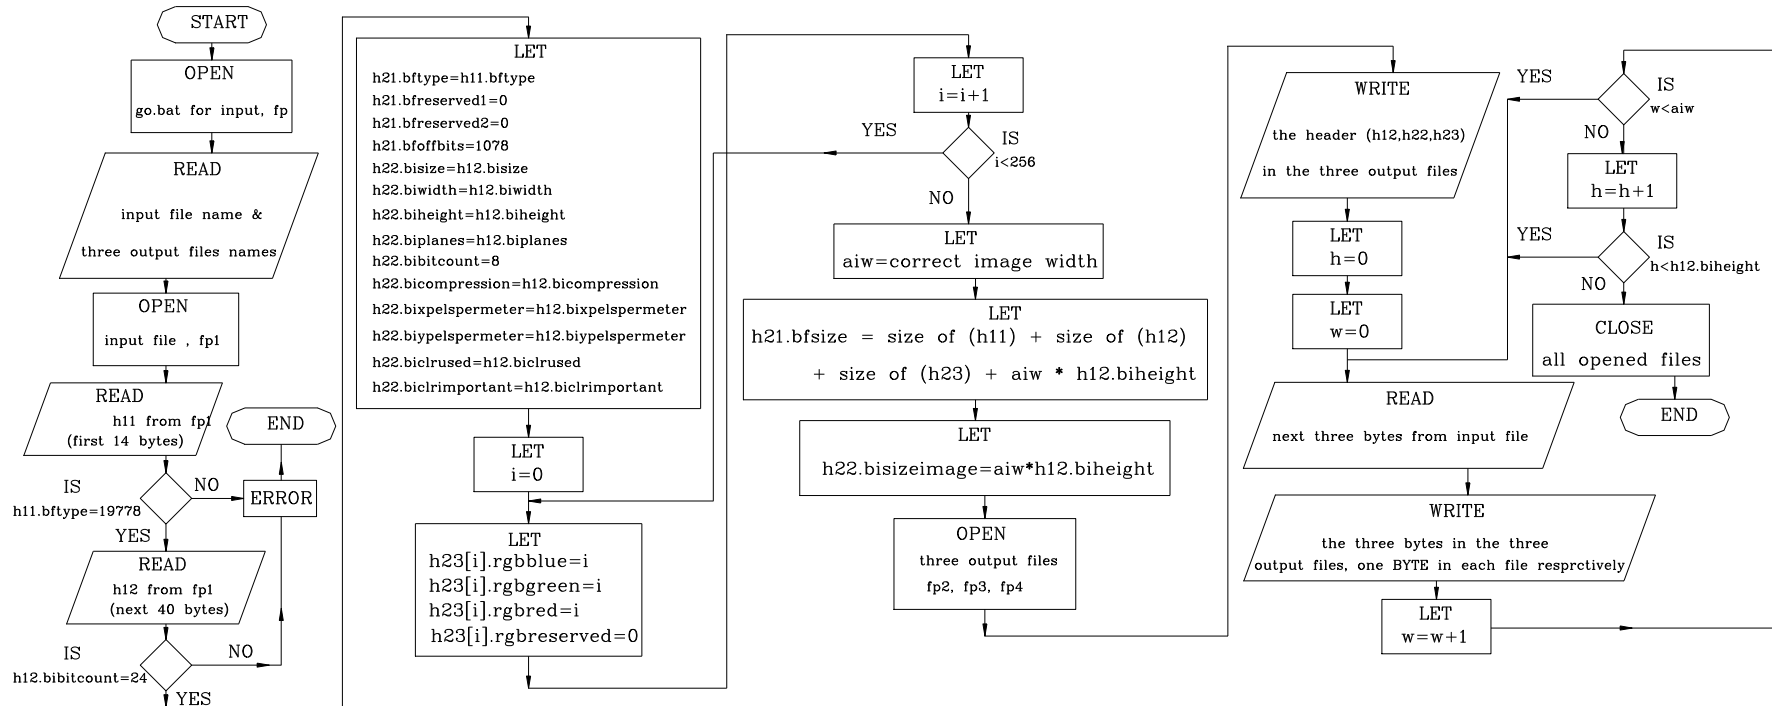 START
OPEN
go.bat for input, fp
READ
input file name &
three output files names
OPEN
input file , fp1
READ
h11 from fp1
(first 14 bytes)
IS
h11.bftype=19778
NO
YES
ERROR
END
READ
h12 from fp1
(next 40 bytes)
IS
h12.bibitcount=24
NO
YES
LET
h21.bftype=h11.bftype
h21.bfreserved1=0
h21.bfreserved2=0
h21.bfoffbits=1078
h22.bisize=h12.bisize
h22.biwidth=h12.biwidth
h22.biheight=h12.biheight
h22.biplanes=h12.biplanes
h22.bibitcount=8
h22.bicompression=h12.bicompression
h22.bixpelspermeter=h12.bixpelspermeter
h22.biypelspermeter=h12.biypelspermeter
h22.biclrused=h12.biclrused
h22.biclrimportant=h12.biclrimportant
LET
i=0
LET
h23[i].rgbblue=i
h23[i].rgbgreen=i
h23[i].rgbred=i
h23[i].rgbreserved=0
LET
i=i+1
YES
IS
i<256
NO
LET
aiw=correct image width
LET
h21.bfsize = size of (h11) + size of (h12)
+ size of (h23) + aiw * h12.biheight
LET
h22.bisizeimage=aiw*h12.biheight
OPEN
three output files
fp2, fp3, fp4
WRITE
the header (h12,h22,h23)
in the three output files
LET
h=0
LET
w=0
READ
next three bytes from input file
WRITE
the three bytes in the three
output files, one BYTE in each file resprctively
LET
w=w+1
YES
IS
w<aiw
NO
LET
h=h+1
YES
IS
h<h12.biheight
NO
CLOSE
all opened files
END